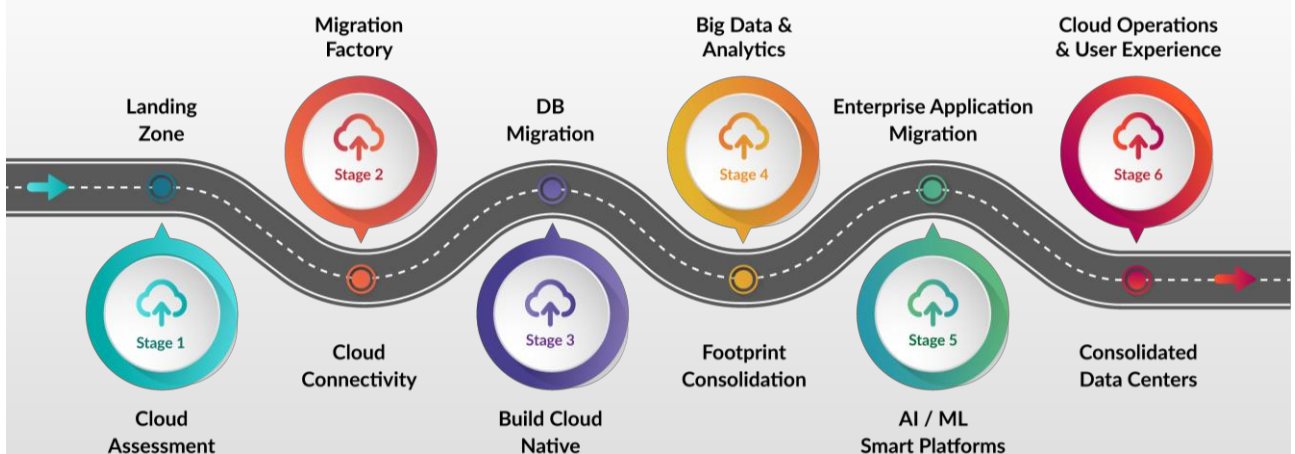 Landing
Zone
Stage 1
Cloud
Assessment
Migration
Factory
Stage 2
Cloud
Connectivity
DB
Migration
Stage 3
Build Cloud
Native
Big Data &
Analytics
Stage 4
Footprint
Consolidation
Enterprise Application
Migration
Stage 5
AI / ML
Smart Platforms
Cloud Operations
& User Experience
Stage 6
Consolidated
Data Centers